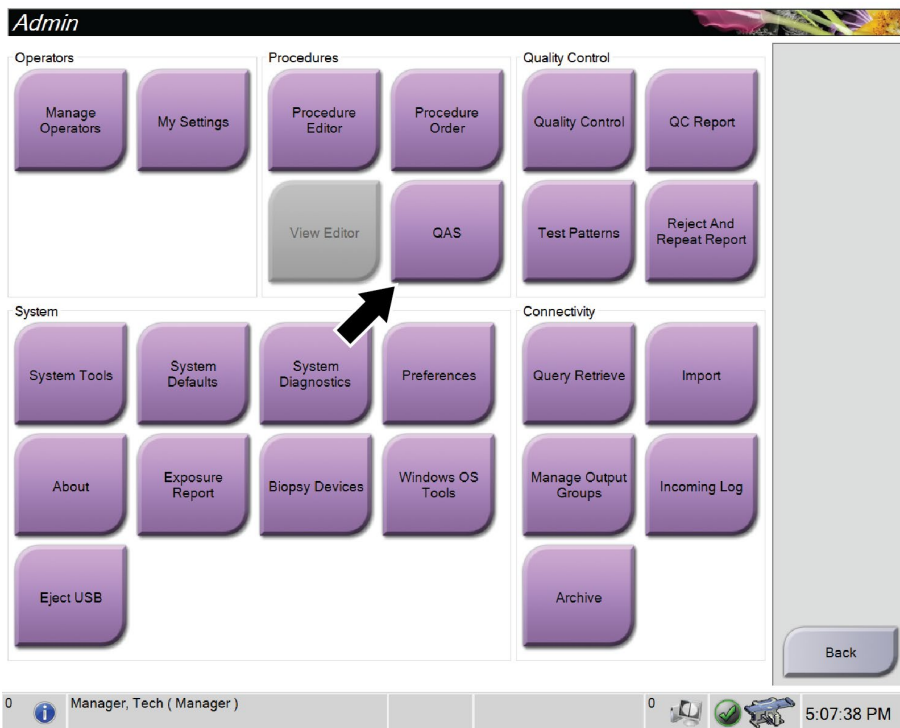 Admin
Operators
Manage
Operators
My Settings
Procedures
Procedure
Editor
Procedure
Order
View Editor
QAS
Quality Control
Quality Control
QC Report
Test Patterns
Reject And
Repeat Report
System
System Tools
System
Defaults
System
Diagnostics
Preferences
About
Exposure
Report
Biopsy Devices
Windows OS
Tools
Eject USB
Connectivity
Query Retrieve
Import
Manage Output
Groups
Incoming Log
Archive
Back
0
Manager, Tech ( Manager )
0
5:07:38 PM